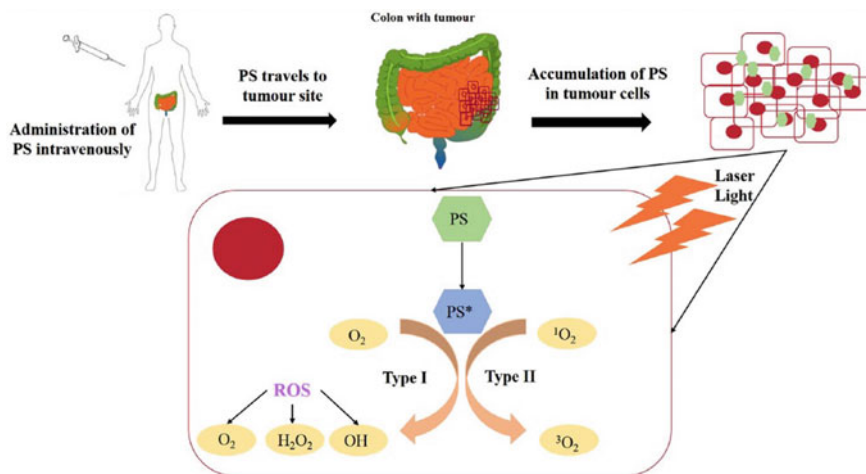 Colon with tumour
PS travels to
tumour site
Accumulation of PS
in tumour cells
Administration of
PS intravenously
Laser
Light
PS
PS*
O₂
¹O₂
Type I
Type II
ROS
O₂
H₂O₂
OH
³O₂